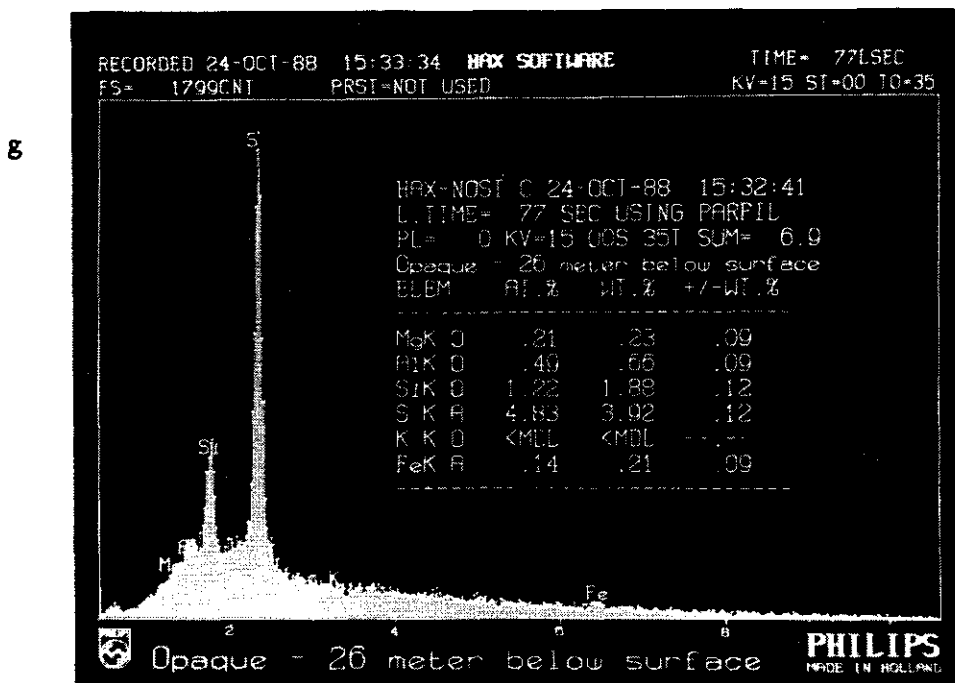 g
RECORDED 24-OCT-88 15:33:34 HAX SOFTWARE TIME= 77LSEC
FS= 1799CNT PRST=NOT USED KV=15 ST=00 TO=35
S
HAX-NOST C 24-OCT-88 15:32:41
L.TIME= 77 SEC USING PARFIL
PL= 0 KV=15 UOS 35T SUM= 6.9
Opaque - 26 meter below surface
ELEM AT.% WT.% +/-WT.%
MgK O .21 .23 .09
AlK O .49 .66 .09
SiK O 1.22 1.88 .12
S K A 4.83 3.92 .12
K K O <MDL <MDL --.--
FeK A .14 .21 .09
Si
M
K
Fe
2 4 6 8
Opaque - 26 meter below surface
PHILIPS
MADE IN HOLLAND